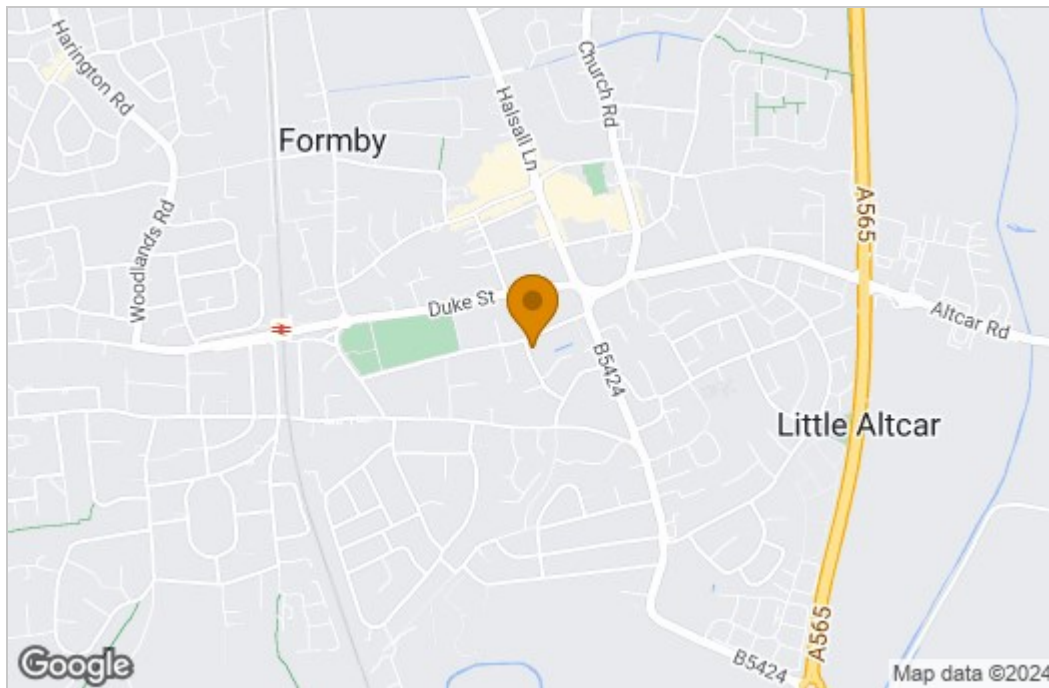 Harington Rd
Church Rd
Halsall Ln
Formby
A565
Woodlands Rd
Duke St
Altcar Rd
B5424
Little Altcar
A565
B5424
Google
Map data ©2024